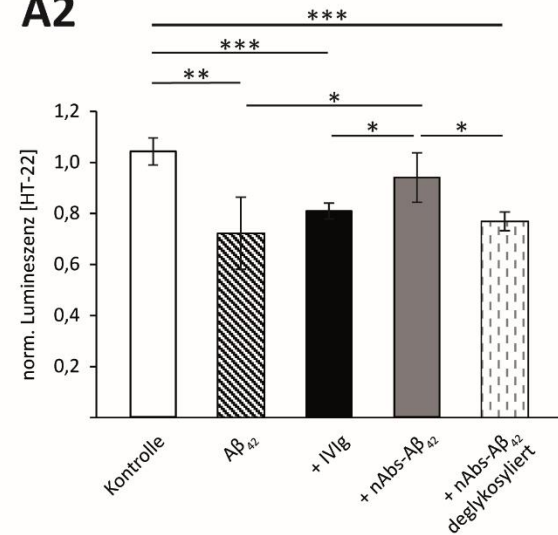 A2
***
***
**
*
*
*
norm. Lumineszenz [HT-22]
1,2
1,0
0,8
0,6
0,4
0,2
Kontrolle
Aβ₄₂
+ IVIg
+ nAbs-Aβ₄₂
+ nAbs-Aβ₄₂
deglykosyliert